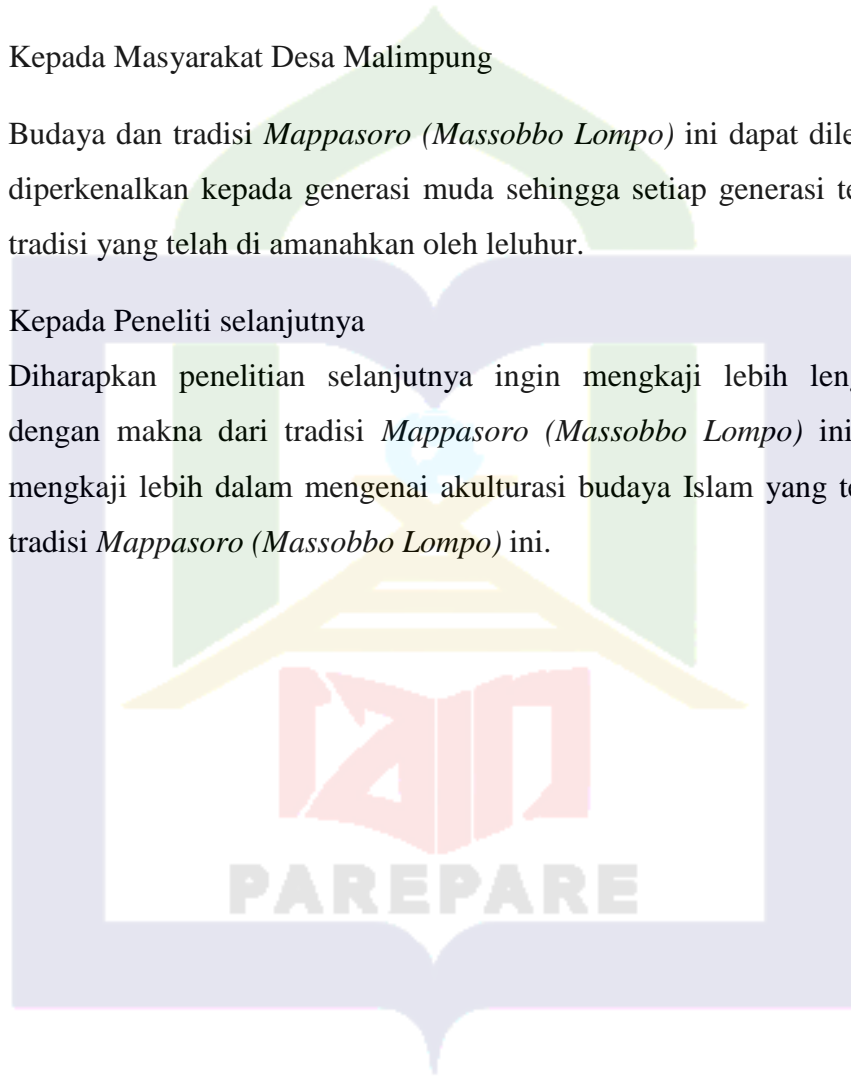 Kepada Masyarakat Desa Malimpung
Budaya dan tradisi Mappasoro (Massobbo Lompo) ini dapat
diperkenalkan kepada generasi muda sehingga setiap generasi
tradisi yang telah di amanahkan oleh leluhur.
Kepada Peneliti selanjutnya
Diharapkan penelitian selanjutnya ingin mengkaji lebih
dengan makna dari tradisi Mappasoro (Massobbo Lompo) ini
mengkaji lebih dalam mengenai akulturasi budaya Islam yang
tradisi Mappasoro (Massobbo Lompo) ini.
iain
PAREPARE